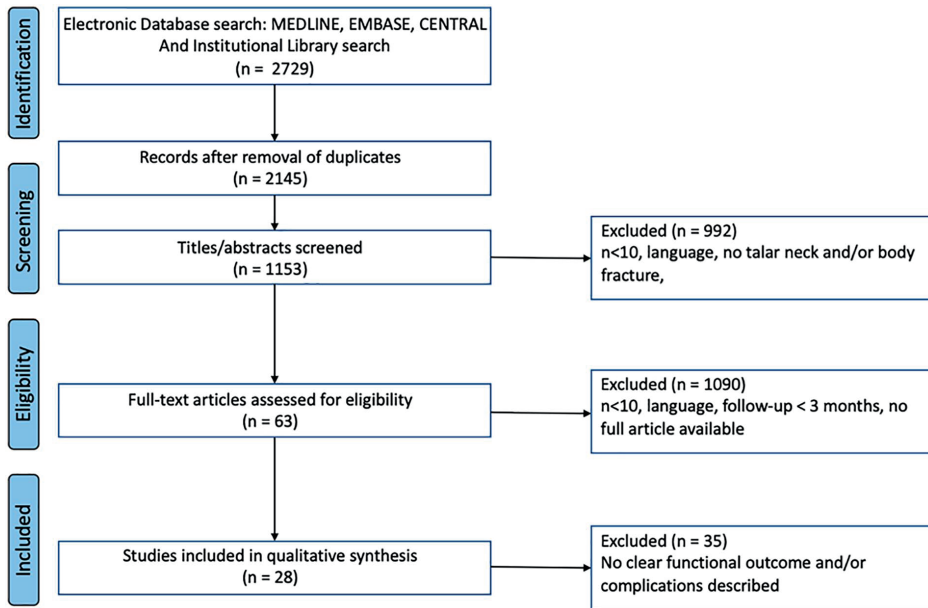 Identification
Electronic Database search: MEDLINE, EMBASE, CENTRAL
And Institutional Library search
(n = 2729)
Records after removal of duplicates
(n = 2145)
Screening
Titles/abstracts screened
(n = 1153)
Excluded (n = 992)
n<10, language, no talar neck and/or body
fracture,
Eligibility
Full-text articles assessed for eligibility
(n = 63)
Excluded (n = 1090)
n<10, language, follow-up < 3 months, no
full article available
Included
Studies included in qualitative synthesis
(n = 28)
Excluded (n = 35)
No clear functional outcome and/or
complications described